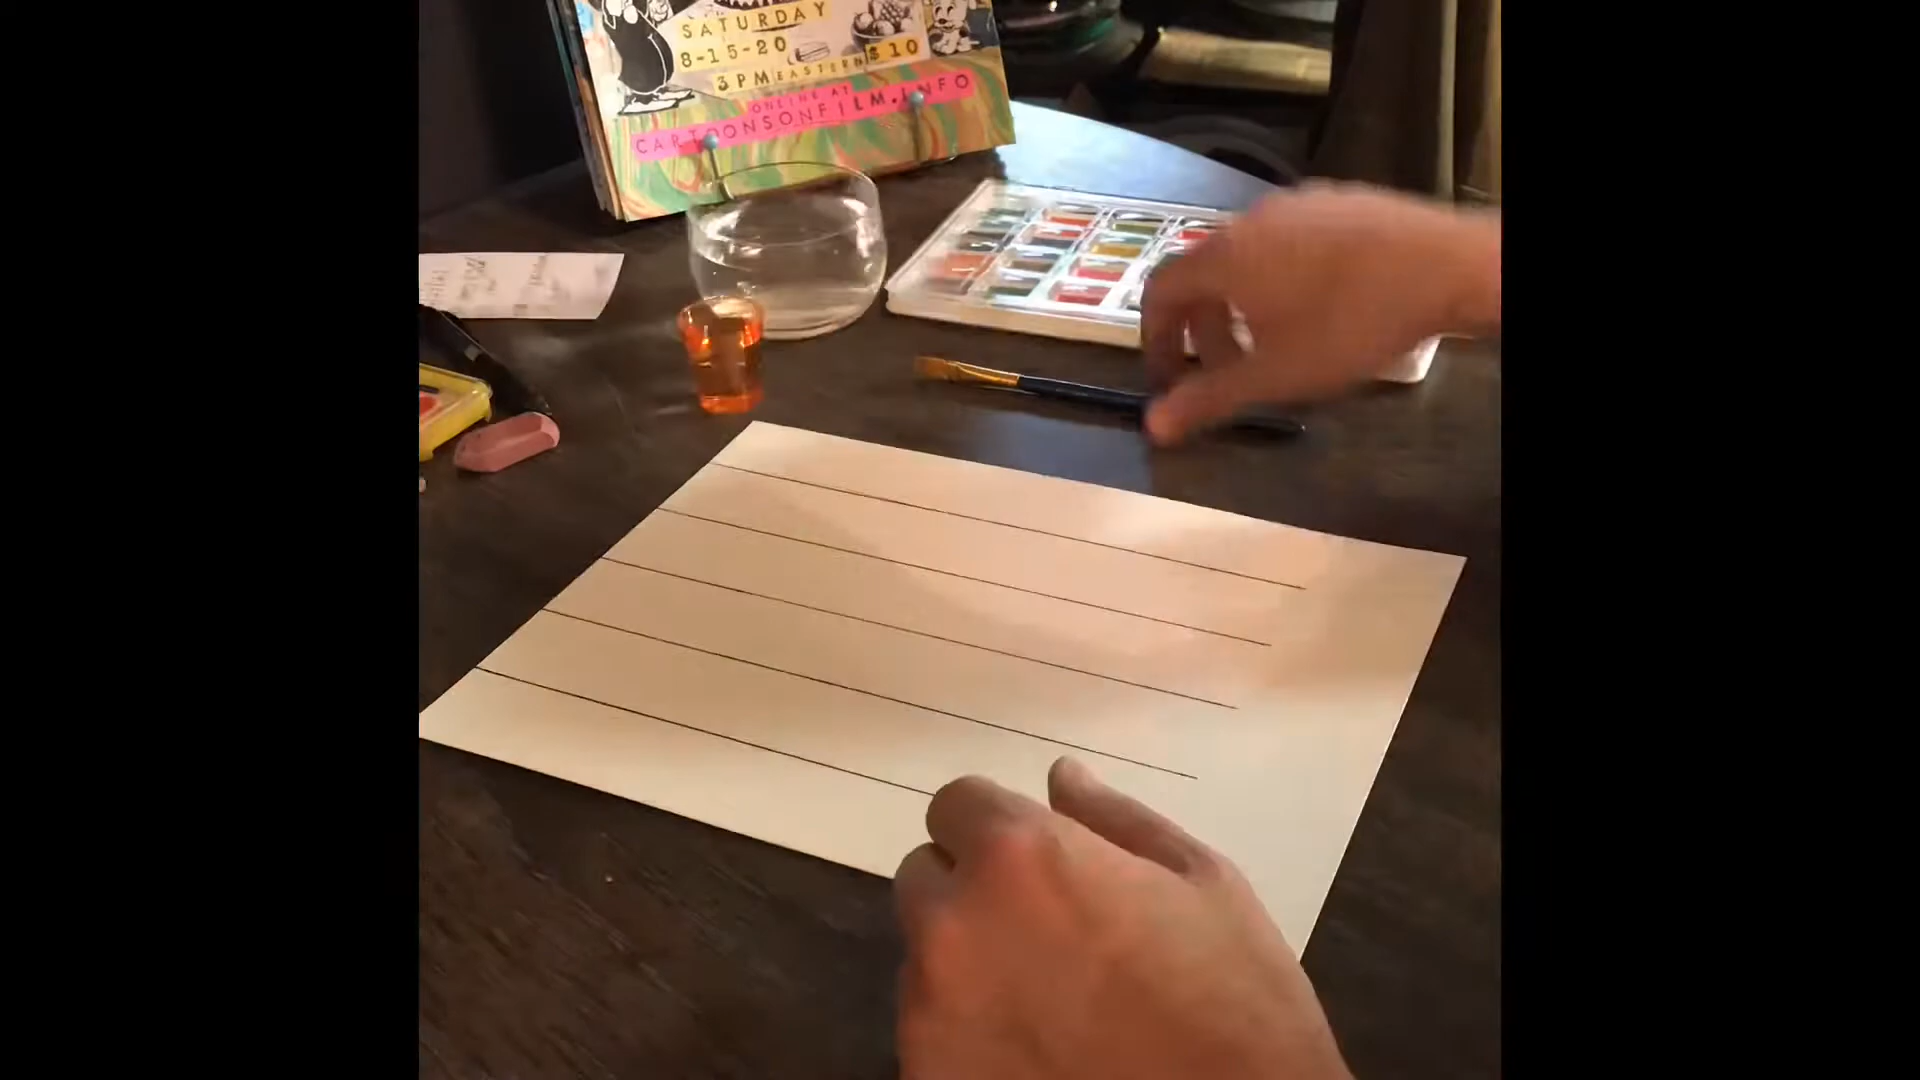 SATURDAY
8-15-20
$10
3PM EASTERN
ONLINE AT
CARTOONSONFILM.INFO